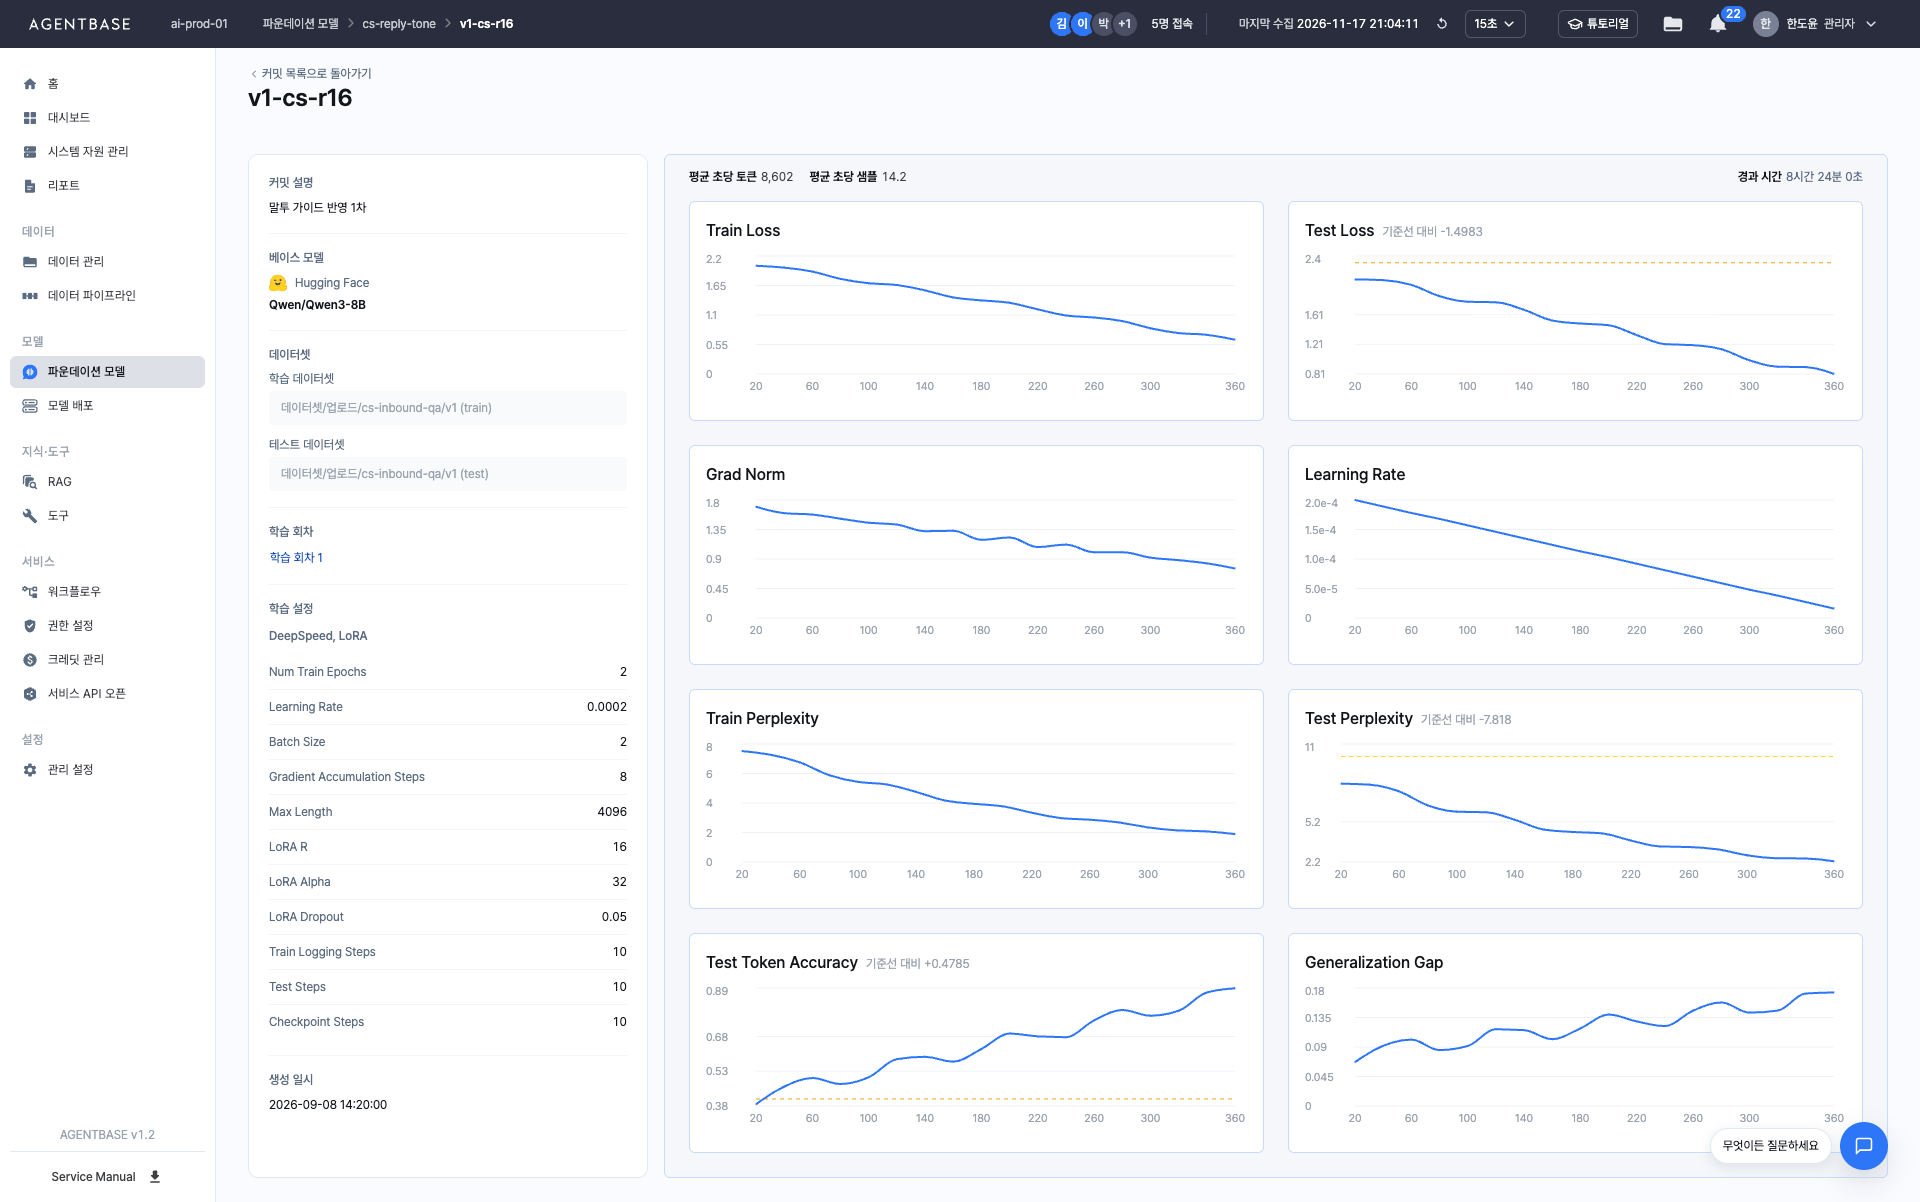 AGENTBASE
ai-prod-01
파운데이션 모델
cs-reply-tone
v1-cs-r16
김 이 박 +1
5명 접속
마지막 수집 2026-11-17 21:04:11
15초
튜토리얼
22
한
한도윤 관리자
홈
대시보드
시스템 자원 관리
리포트
데이터
데이터 관리
데이터 파이프라인
모델
파운데이션 모델
모델 배포
지식·도구
RAG
도구
서비스
워크플로우
권한 설정
크레딧 관리
서비스 API 오픈
설정
관리 설정
AGENTBASE v1.2
Service Manual
커밋 목록으로 돌아가기
v1-cs-r16
커밋 설명
말투 가이드 반영 1차
베이스 모델
Hugging Face
Qwen/Qwen3-8B
데이터셋
학습 데이터셋
데이터셋/업로드/cs-inbound-qa/v1 (train)
테스트 데이터셋
데이터셋/업로드/cs-inbound-qa/v1 (test)
학습 회차
학습 회차 1
학습 설정
DeepSpeed, LoRA
Num Train Epochs 2
Learning Rate 0.0002
Batch Size 2
Gradient Accumulation Steps 8
Max Length 4096
LoRA R 16
LoRA Alpha 32
LoRA Dropout 0.05
Train Logging Steps 10
Test Steps 10
Checkpoint Steps 10
생성 일시
2026-09-08 14:20:00
평균 초당 토큰 8,602 평균 초당 샘플 14.2
경과 시간 8시간 24분 0초
Train Loss
2.2
1.65
1.1
0.55
0
20 60 100 140 180 220 260 300 360
Test Loss 기준선 대비 -1.4983
2.4
1.61
1.21
0.81
20 60 100 140 180 220 260 300 360
Grad Norm
1.8
1.35
0.9
0.45
0
20 60 100 140 180 220 260 300 360
Learning Rate
2.0e-4
1.5e-4
1.0e-4
5.0e-5
0
20 60 100 140 180 220 260 300 360
Train Perplexity
8
6
4
2
0
20 60 100 140 180 220 260 300 360
Test Perplexity 기준선 대비 -7.818
11
5.2
2.2
20 60 100 140 180 220 260 300 360
Test Token Accuracy 기준선 대비 +0.4785
0.89
0.68
0.53
0.38
20 60 100 140 180 220 260 300 360
Generalization Gap
0.18
0.135
0.09
0.045
0
20 60 100 140 180 220 260 300 360
무엇이든 질문하세요